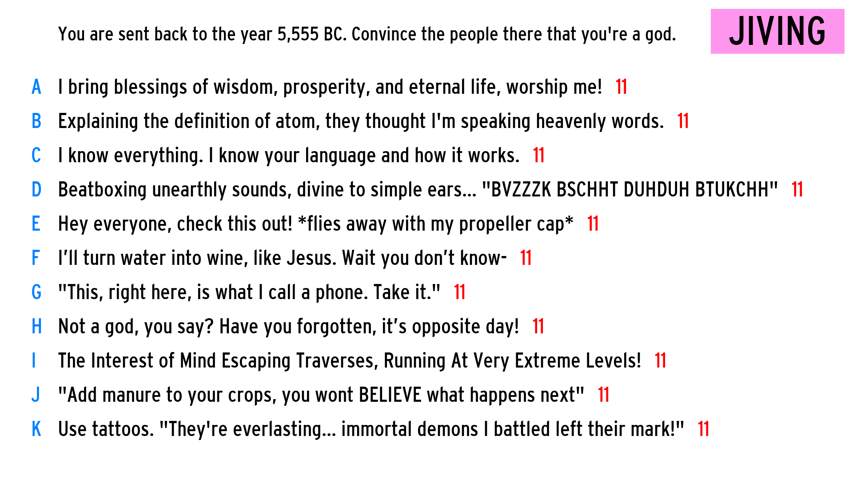 You are sent back to the year 5,555 BC. Convince the people there that you're a god.
JIVING
A I bring blessings of wisdom, prosperity, and eternal life, worship me! 11
B Explaining the definition of atom, they thought I'm speaking heavenly words. 11
C I know everything. I know your language and how it works. 11
D Beatboxing unearthly sounds, divine to simple ears... "BVZZZK BSCHHT DUHDUH BTUKCHH" 11
E Hey everyone, check this out! *flies away with my propeller cap* 11
F I’ll turn water into wine, like Jesus. Wait you don’t know- 11
G "This, right here, is what I call a phone. Take it." 11
H Not a god, you say? Have you forgotten, it’s opposite day! 11
I The Interest of Mind Escaping Traverses, Running At Very Extreme Levels! 11
J "Add manure to your crops, you wont BELIEVE what happens next" 11
K Use tattoos. "They're everlasting... immortal demons I battled left their mark!" 11